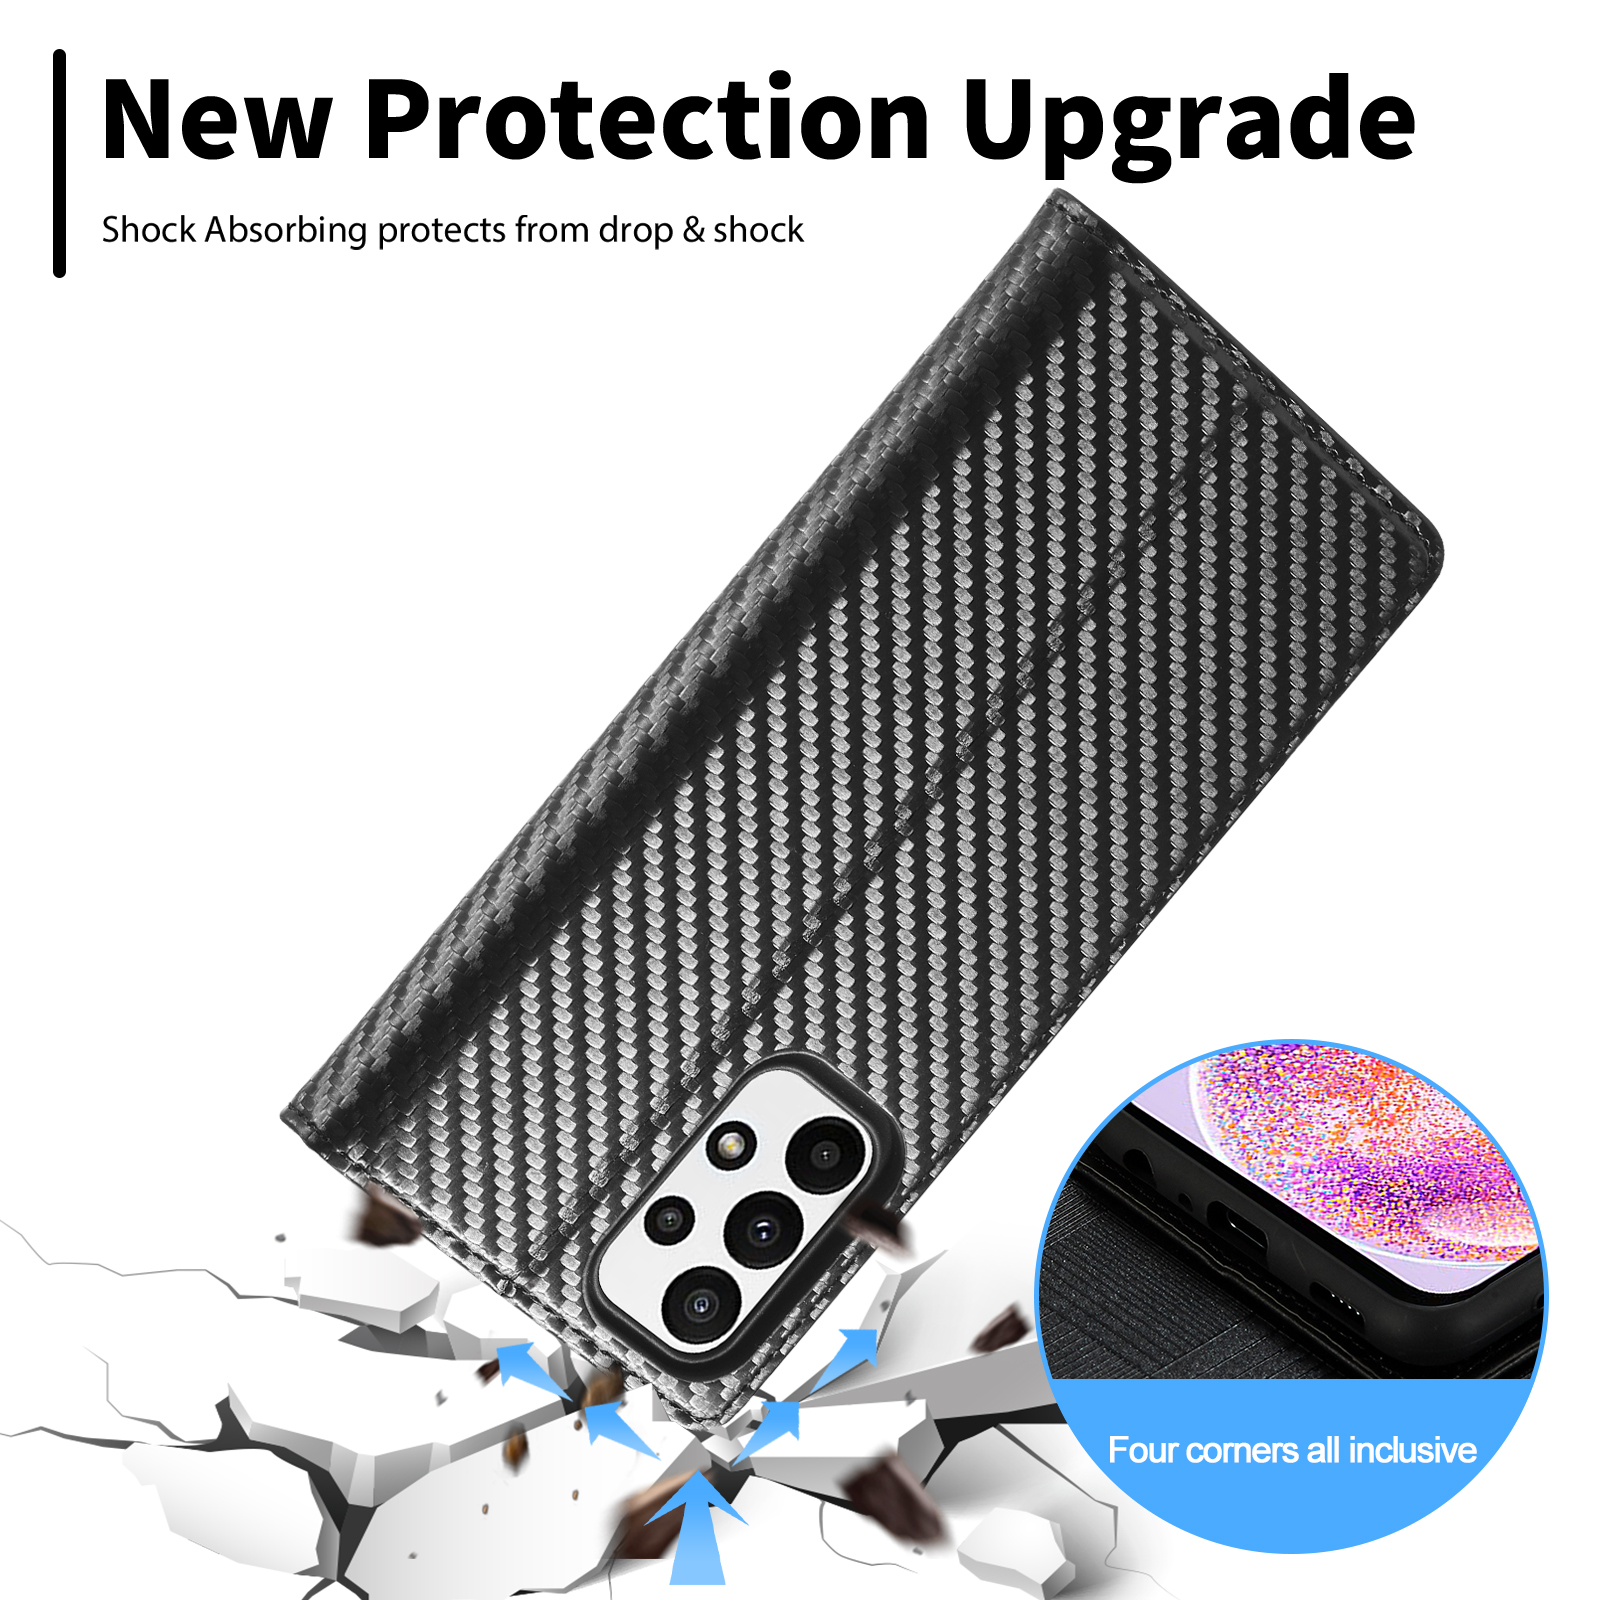 New Protection Upgrade
Shock Absorbing protects from drop & shock
Four corners all inclusive